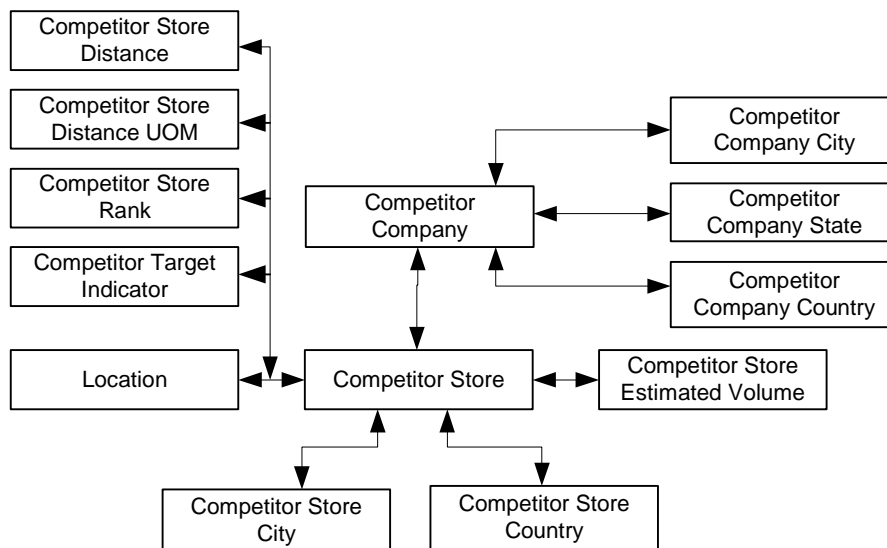 Competitor Store
Distance
Competitor Store
Distance UOM
Competitor Store
Rank
Competitor Target
Indicator
Location
Competitor
Company
Competitor
Company City
Competitor
Company State
Competitor
Company Country
Competitor Store
Competitor Store
Estimated Volume
Competitor Store
City
Competitor Store
Country